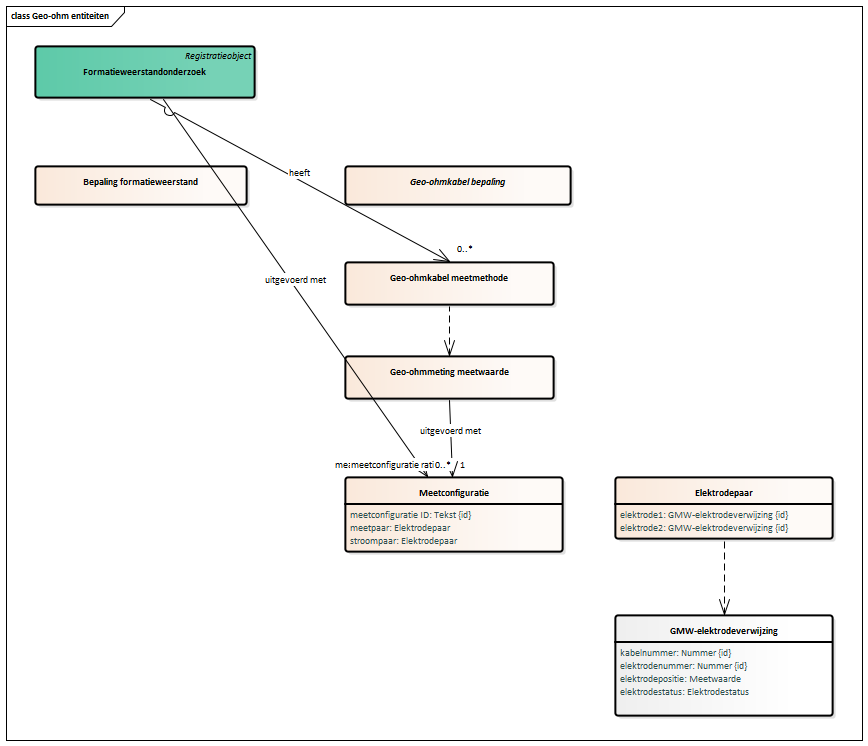 class Geo-ohm entiteiten
Registratieobject
Formatieweerstandonderzoek
heeft
Bepaling formatieweerstand
Geo-ohmkabel bepaling
0..*
Geo-ohmkabel meetmethode
uitgevoerd met
Geo-ohmmeting meetwaarde
uitgevoerd met
meetconfiguratie
0..*
1
Meetconfiguratie
meetconfiguratie ID: Tekst {id}
meetpaar: Elektrodepaar
stroompaar: Elektrodepaar
Elektrodepaar
elektrode1: GMW-elektrodeverwijzing {id}
elektrode2: GMW-elektrodeverwijzing {id}
GMW-elektrodeverwijzing
kabelnummer: Nummer {id}
elektrodenummer: Nummer {id}
elektrodepositie: Meetwaarde
elektrodestatus: Elektrodestatus